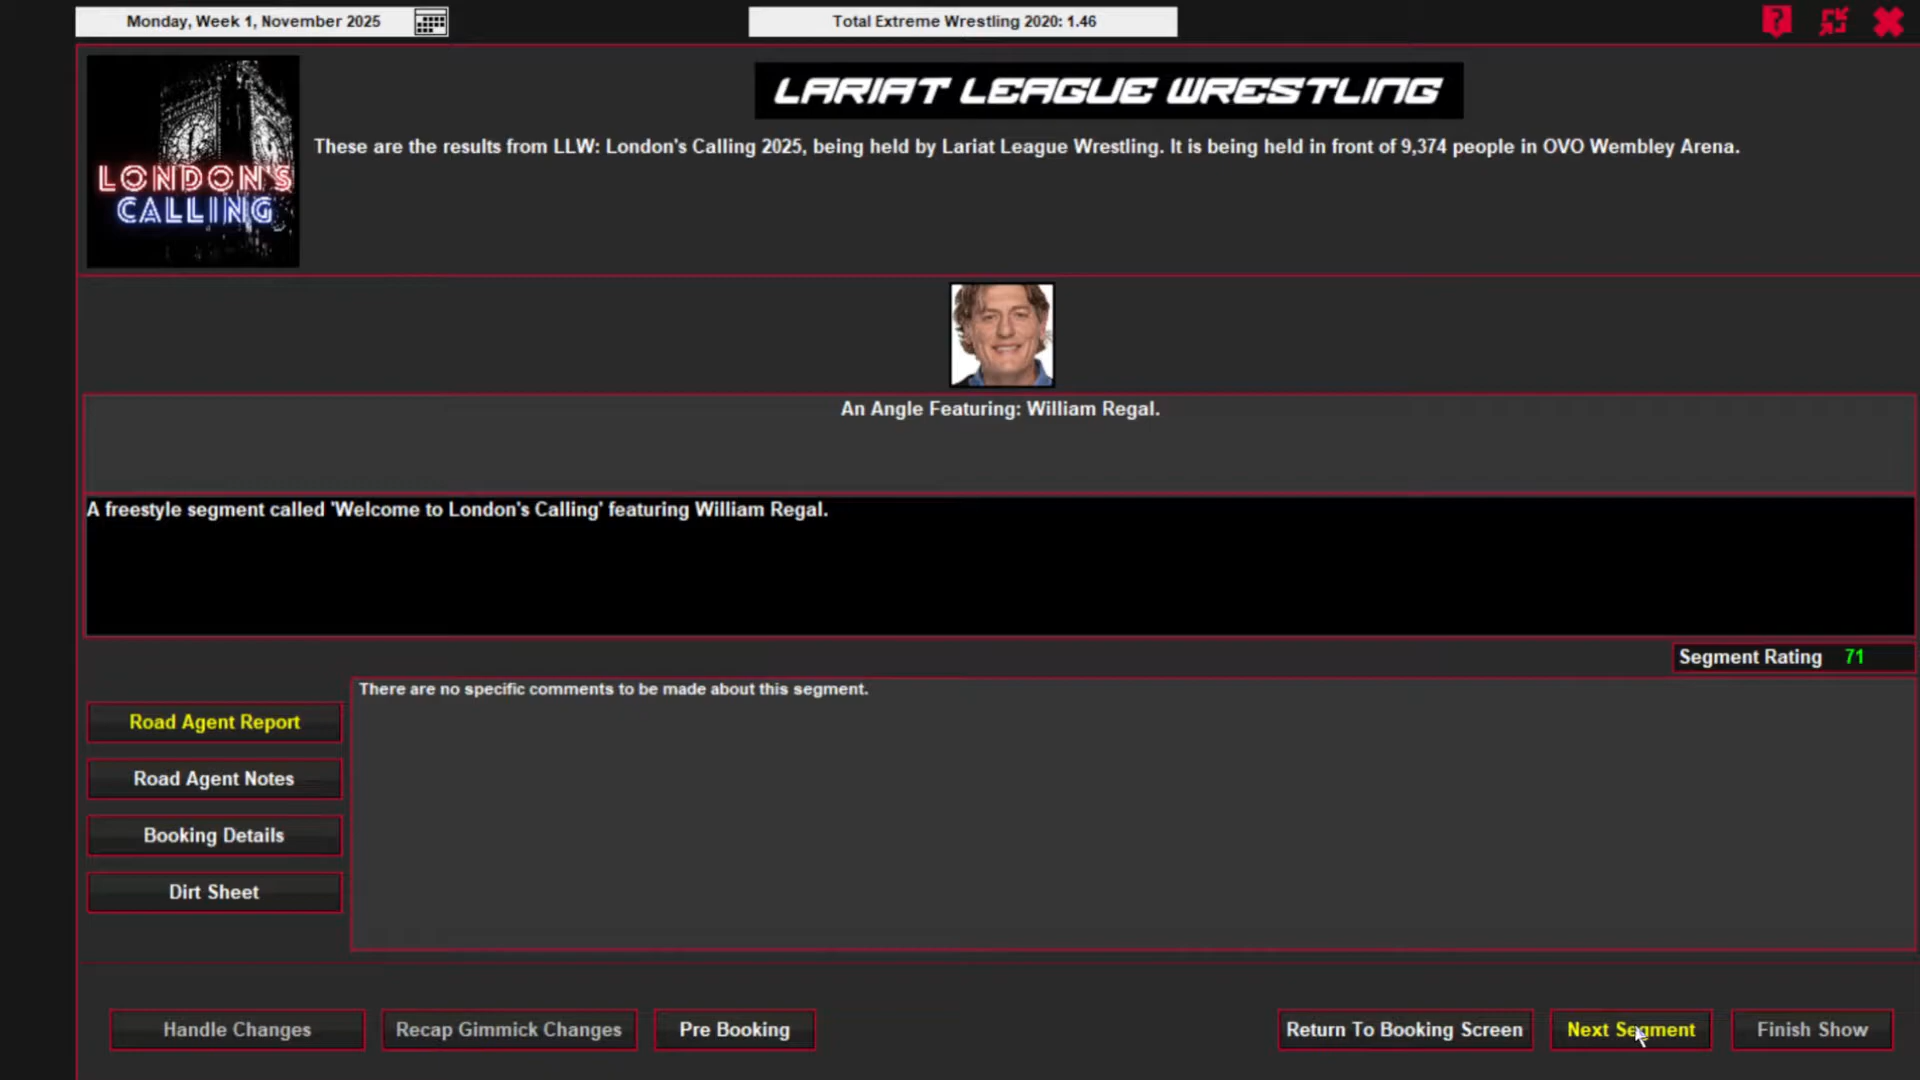 Monday, Week 1, November 2025
Total Extreme Wrestling 2020: 1.46
?
LARIAT LEAGUE WRESTLING
LONDON'S
CALLING
These are the results from LLW: London's Calling 2025, being held by Lariat League Wrestling. It is being held in front of 9,374 people in OVO Wembley Arena.
An Angle Featuring: William Regal.
A freestyle segment called 'Welcome to London's Calling' featuring William Regal.
Segment Rating 71
There are no specific comments to be made about this segment.
Road Agent Report
Road Agent Notes
Booking Details
Dirt Sheet
Handle Changes
Recap Gimmick Changes
Pre Booking
Return To Booking Screen
Next Segment
Finish Show